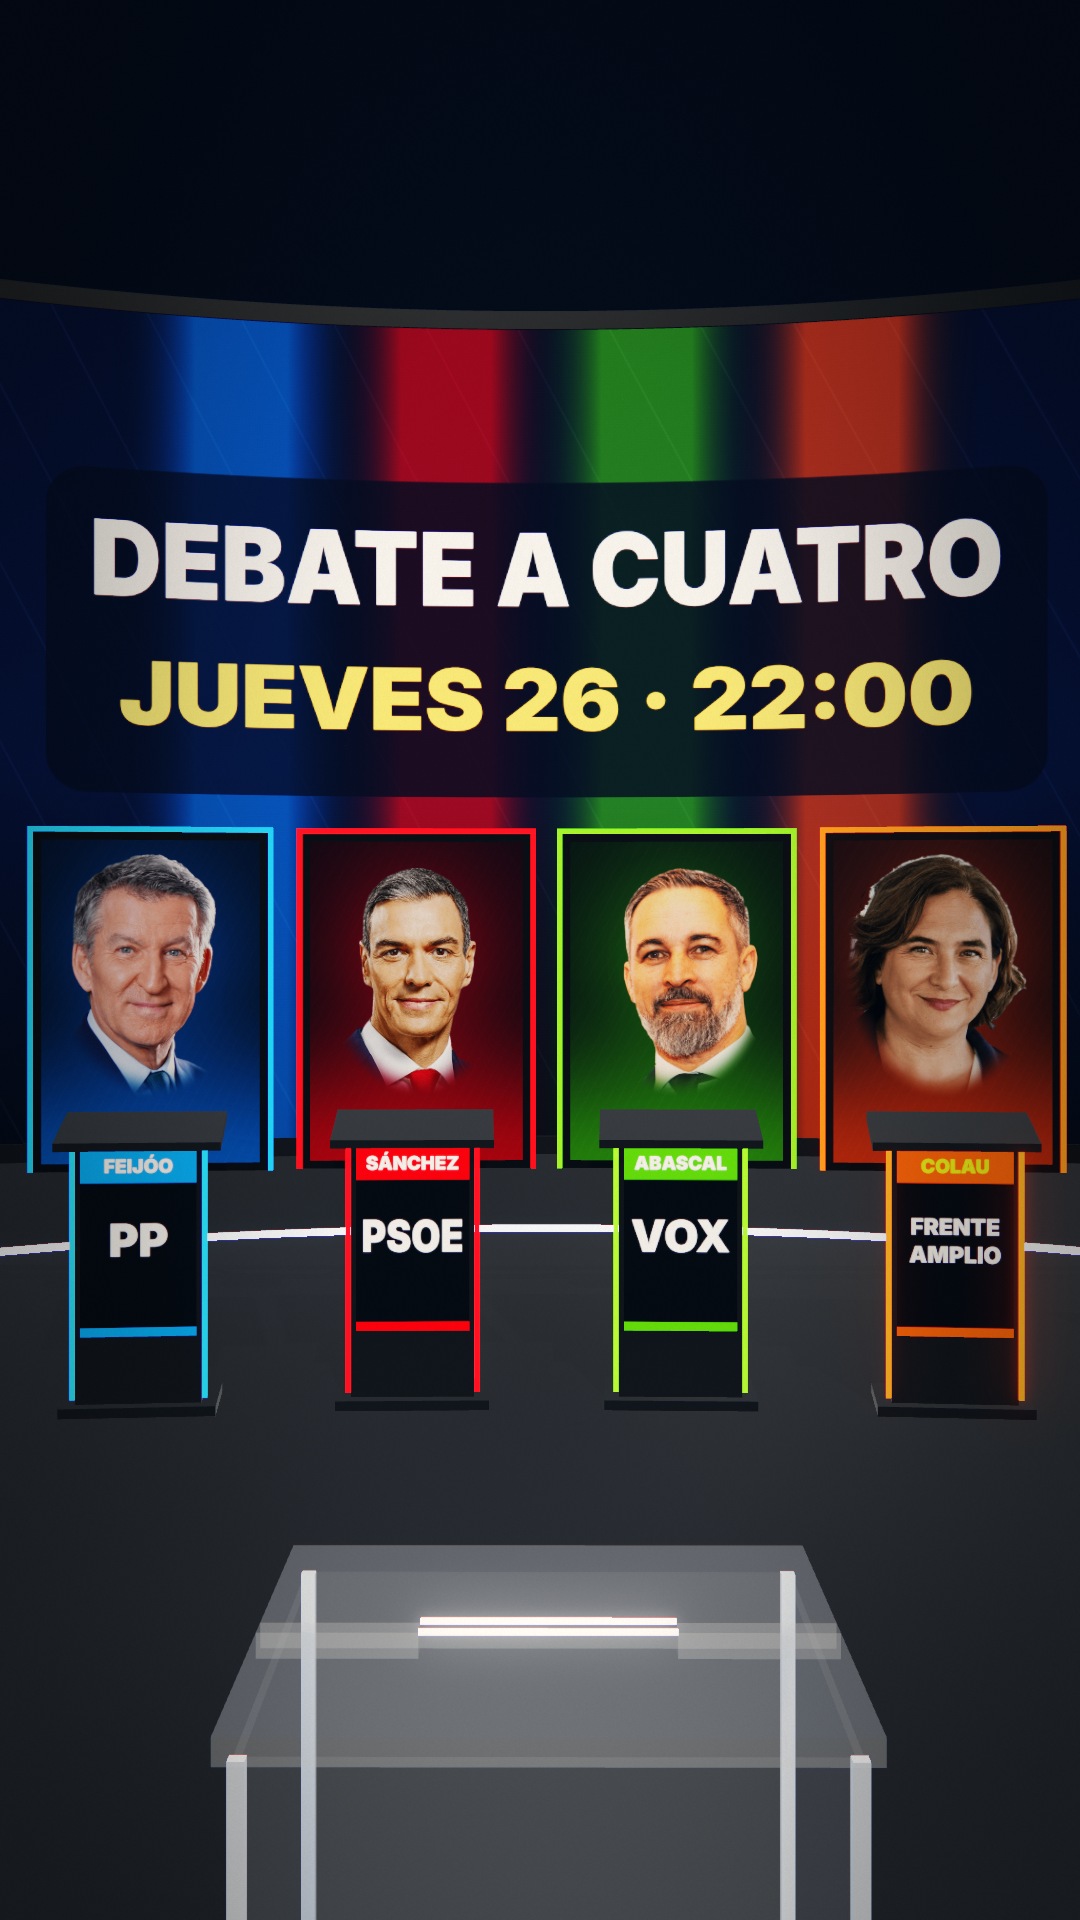 DEBATE A CUATRO
JUEVES 26 · 22:00
FEIJÓO
PP
SÁNCHEZ
PSOE
ABASCAL
VOX
COLAU
FRENTE
AMPLIO